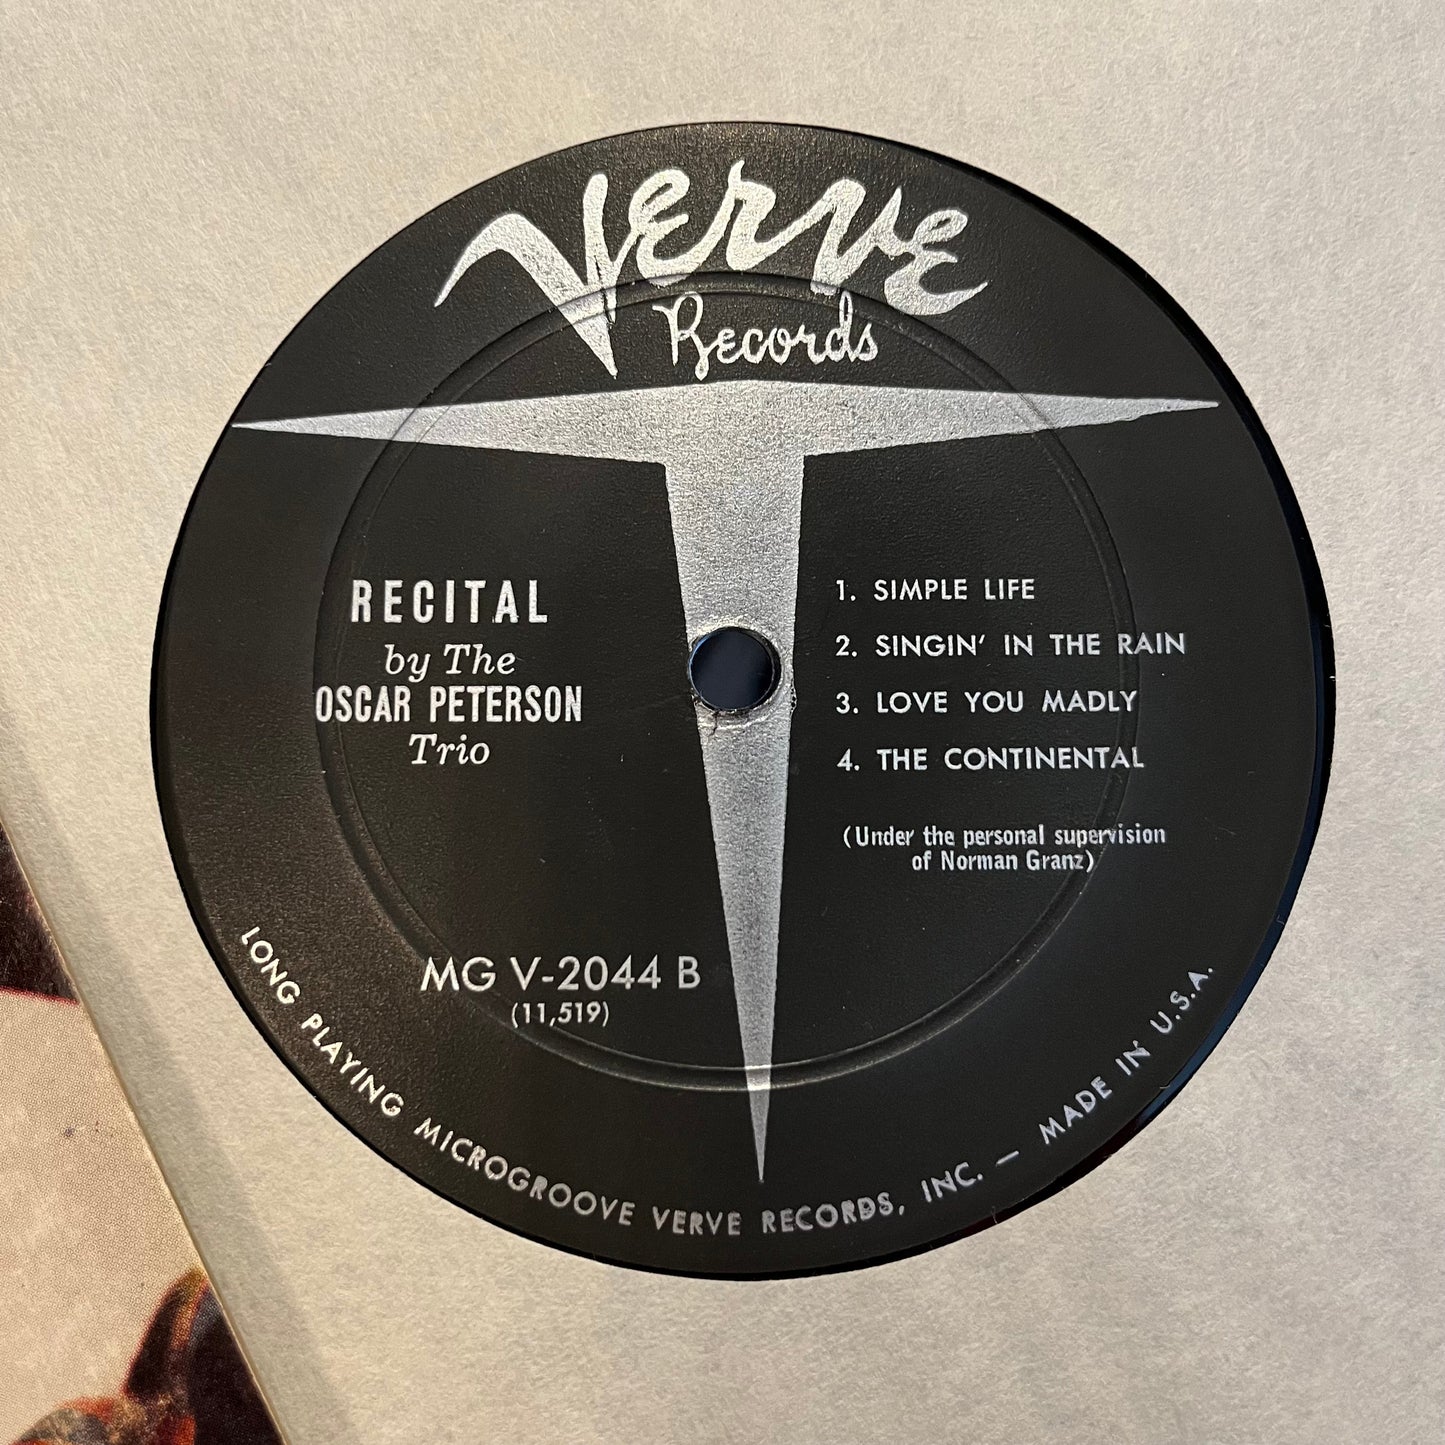 Verve
Records
RECITAL
by The
OSCAR PETERSON
Trio
1. SIMPLE LIFE
2. SINGIN' IN THE RAIN
3. LOVE YOU MADLY
4. THE CONTINENTAL
(Under the personal supervision
of Norman Granz)
MG V-2044 B
(11,519)
LONG PLAYING MICROGROOVE VERVE RECORDS, INC. — MADE IN U.S.A.